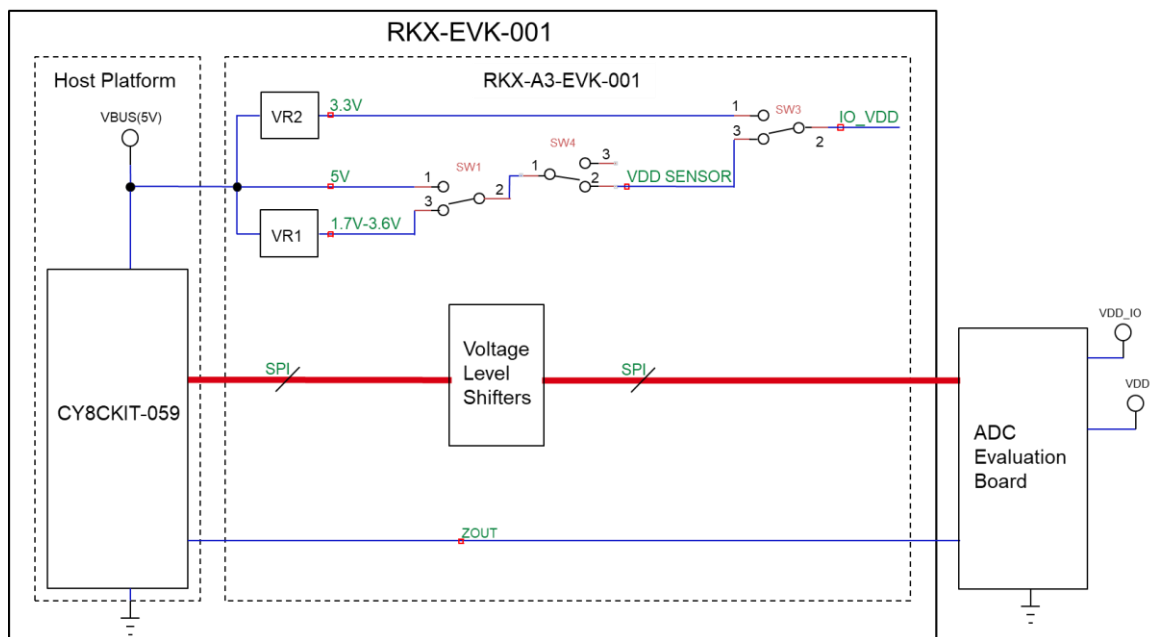 RKX-EVK-001
Host Platform
RKX-A3-EVK-001
VBUS(5V)
VR2
3.3V
1
SW3
IO_VDD
3
2
SW4
3
1
2
VDD SENSOR
5V
SW1
1
2
3
VR1
1.7V-3.6V
CY8CKIT-059
SPI
Voltage
Level
Shifters
SPI
VDD_IO
VDD
ADC
Evaluation
Board
ZOUT